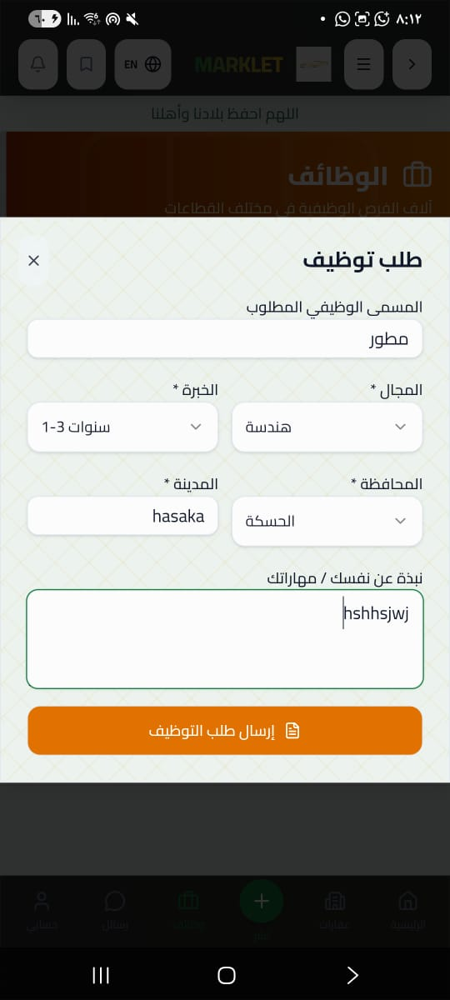 ٨:١٢
٦٠
EN
MARKLET
اللهم احفظ بلادنا وأهلنا
الوظائف
آلاف الفرص الوظيفية في مختلف القطاعات
طلب توظيف
المسمى الوظيفي المطلوب
مطور
المجال *
الخبرة *
هندسة
سنوات 3-1
المحافظة *
المدينة *
الحسكة
hasaka
نبذة عن نفسك / مهاراتك
hshhsjwj
إرسال طلب التوظيف
الرئيسية
عقارات
نشر
وظائف
رسائل
حسابي